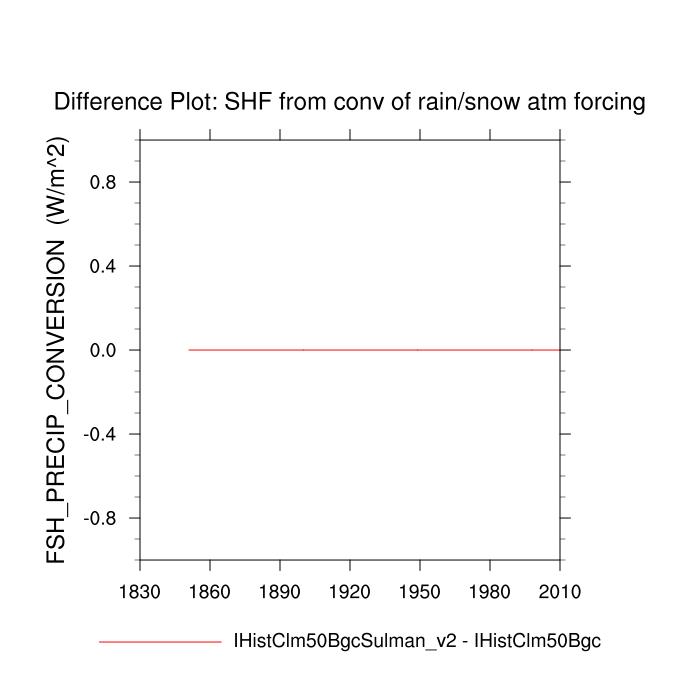 Difference Plot: SHF from conv of rain/snow atm forcing
FSH_PRECIP_CONVERSION (W/m^2)
0.8
0.4
0.0
-0.4
-0.8
1830 1860 1890 1920 1950 1980 2010
IHistClm50BgcSulman_v2 - IHistClm50Bgc